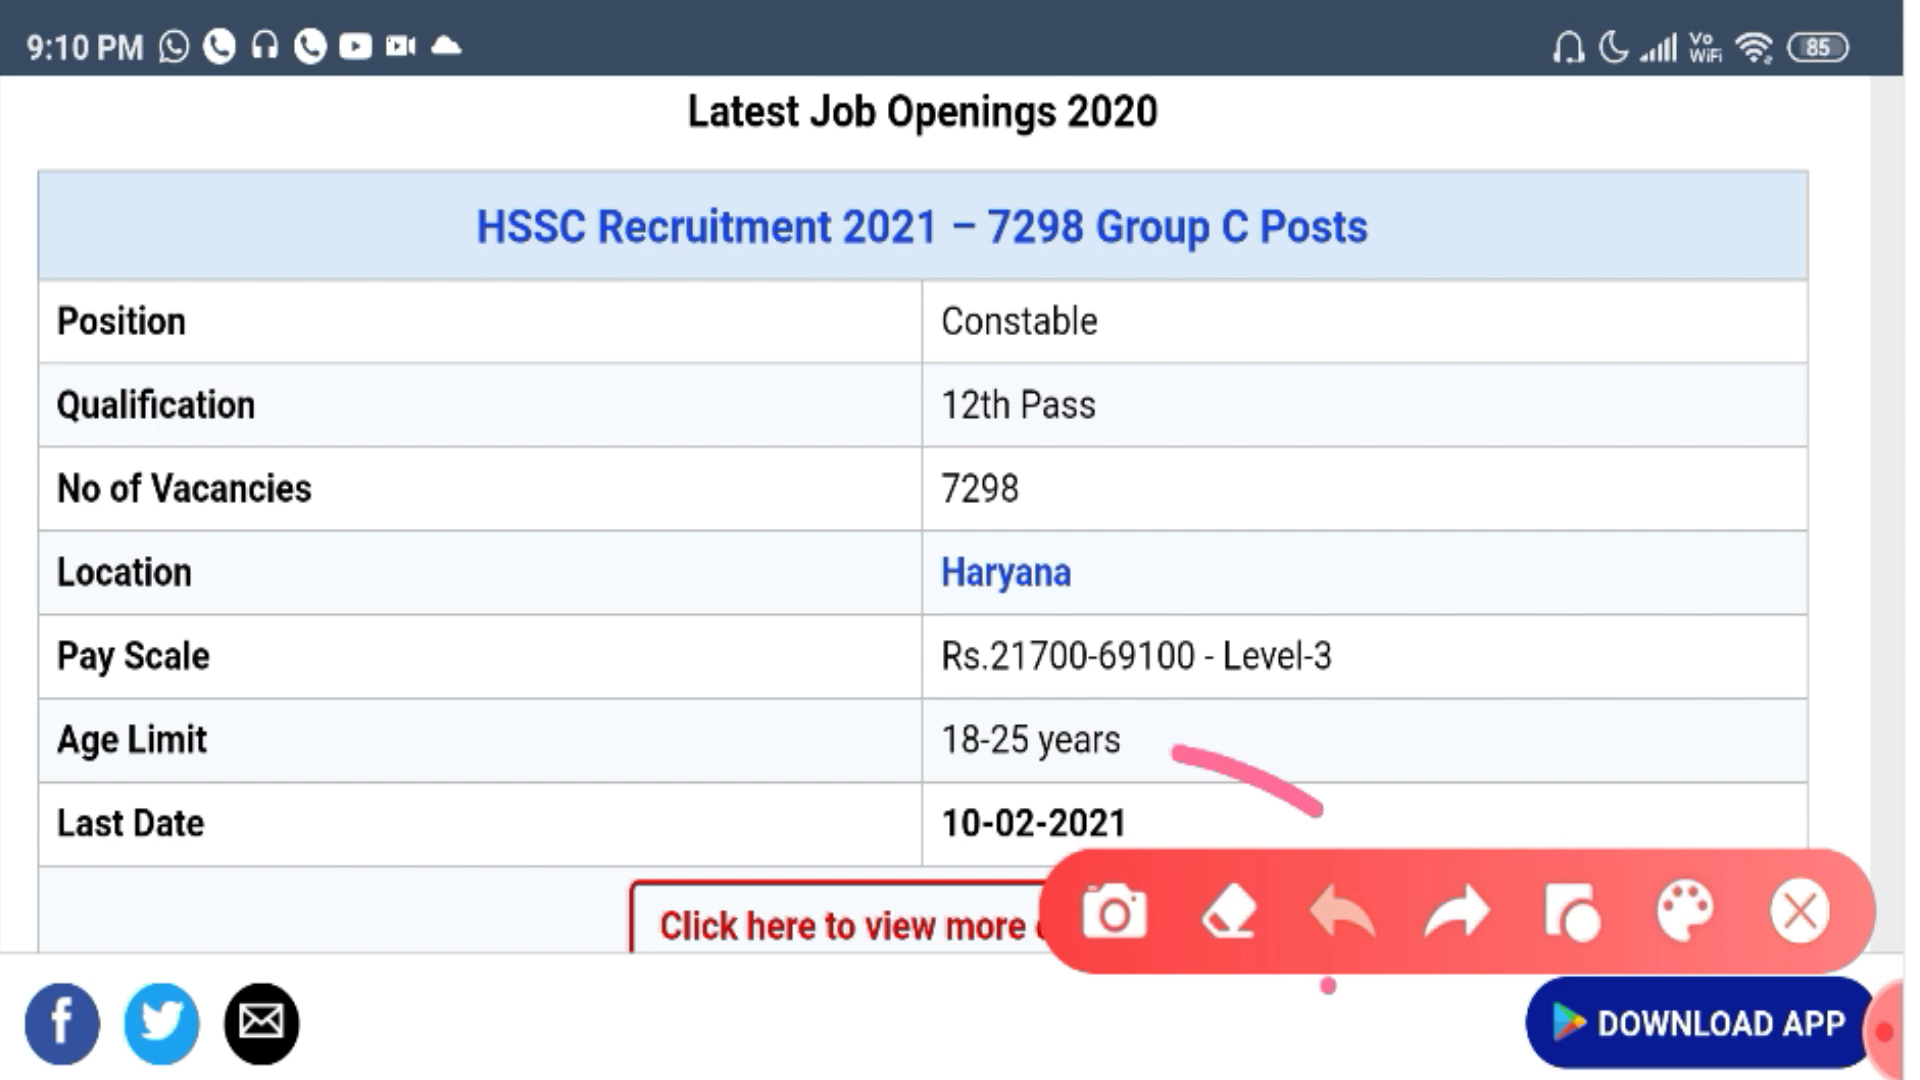 9:10 PM
Vo
WiFi
85
Latest Job Openings 2020
HSSC Recruitment 2021 – 7298 Group C Posts
Position Constable
Qualification 12th Pass
No of Vacancies 7298
Location Haryana
Pay Scale Rs.21700-69100 - Level-3
Age Limit 18-25 years
Last Date 10-02-2021
Click here to view more
DOWNLOAD APP